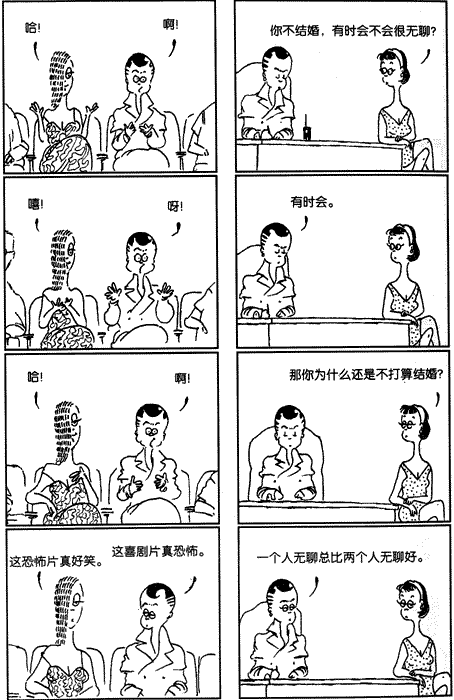 哈!
啊!
嘻!
呀!
哈!
啊!
这恐怖片真好笑。
这喜剧片真恐怖。
你不结婚，有时会不会很无聊?
有时会。
那你为什么还是不打算结婚?
一个人无聊总比两个人无聊好。